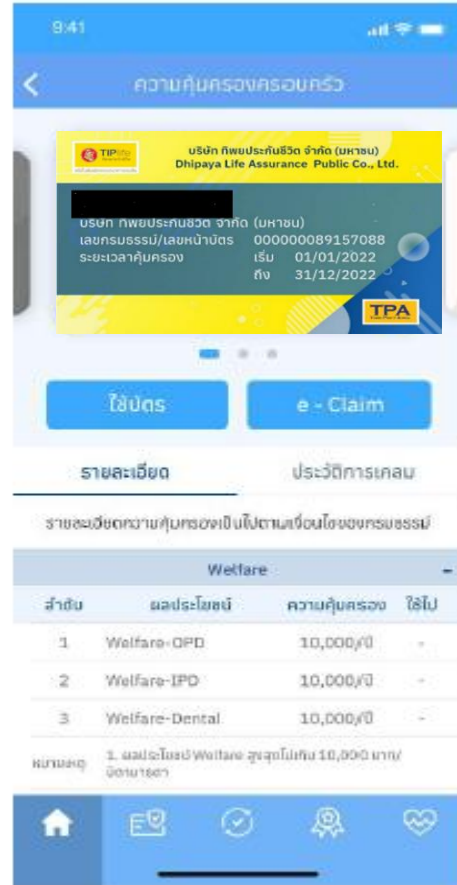 9:41
ความคุ้มครองครอบครัว
TIPlife
บริษัท ทิพยประกันชีวิต จำกัด (มหาชน)
Dhipaya Life Assurance Public Co., Ltd.
บริษัท ทิพยประกันชีวิต จำกัด (มหาชน)
เลขกรมธรรม์/เลขหน้าบัตร 000000089157088
ระยะเวลาคุ้มครอง เริ่ม 01/01/2022
ถึง 31/12/2022
TPA
ใช้บัตร e - Claim
รายละเอียด ประวัติการเคลม
รายละเอียดความคุ้มครองเป็นไปตามเงื่อนไขของกรมธรรม์
Welfare -
ลำดับ ผลประโยชน์ ความคุ้มครอง ใช้ไป
1 Welfare-OPD 10,000/ปี -
2 Welfare-IPD 10,000/ปี -
3 Welfare-Dental 10,000/ปี -
หมายเหตุ 1. ผลประโยชน์ Welfare สูงสุดไม่เกิน 10,000 บาท/
บิดามารดา